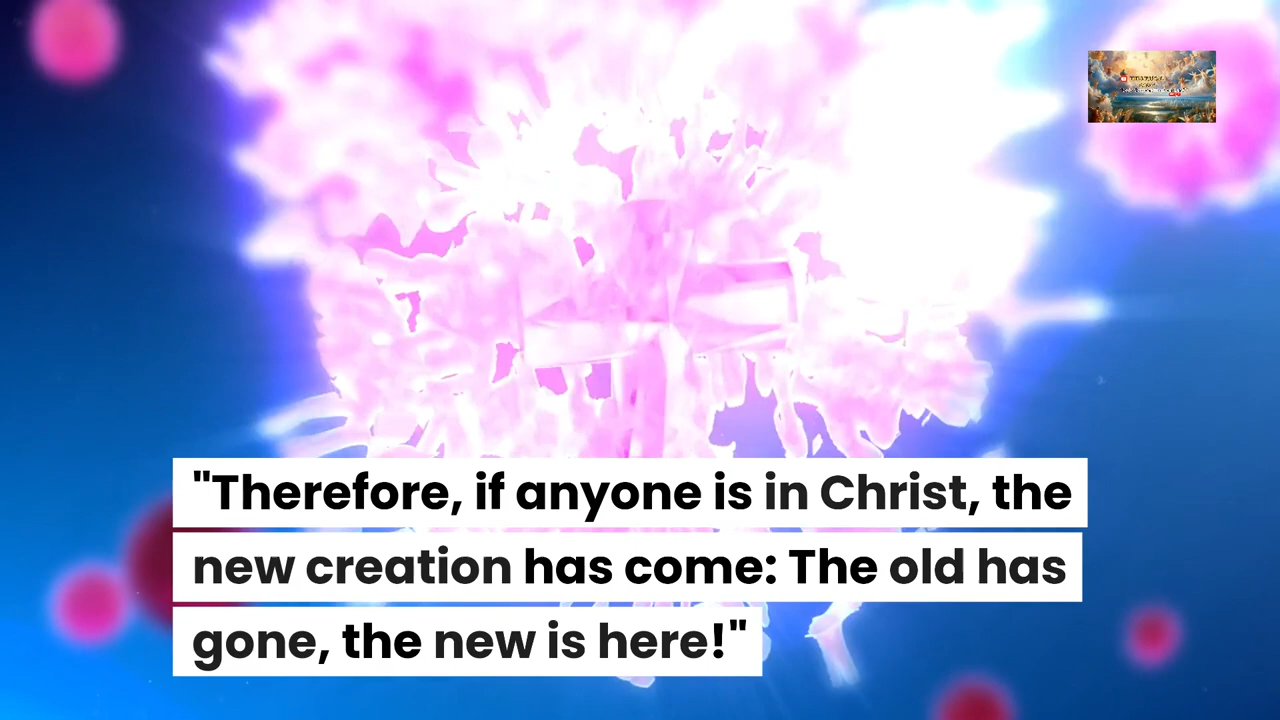 "Therefore, if anyone is in Christ, the
new creation has come: The old has
gone, the new is here!"